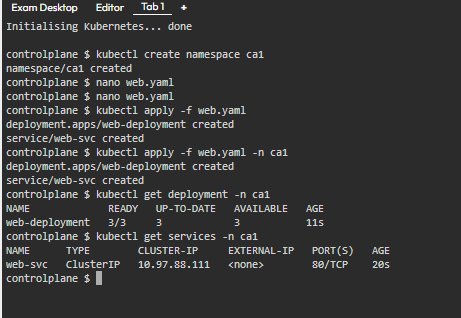 Exam Desktop Editor Tab 1 +
Initialising Kubernetes... done
controlplane $ kubectl create namespace ca1
namespace/ca1 created
controlplane $ nano web.yaml
controlplane $ nano web.yaml
controlplane $ kubectl apply -f web.yaml
deployment.apps/web-deployment created
service/web-svc created
controlplane $ kubectl apply -f web.yaml -n ca1
deployment.apps/web-deployment created
service/web-svc created
controlplane $ kubectl get deployment -n ca1
NAME READY UP-TO-DATE AVAILABLE AGE
web-deployment 3/3 3 3 11s
controlplane $ kubectl get services -n ca1
NAME TYPE CLUSTER-IP EXTERNAL-IP PORT(S) AGE
web-svc ClusterIP 10.97.88.111 <none> 80/TCP 20s
controlplane $